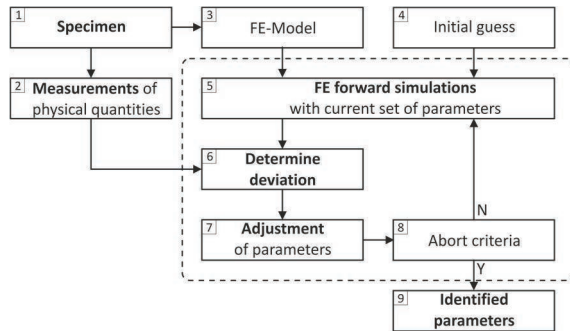 1
Specimen
3
FE-Model
4
Initial guess
2
Measurements of
physical quantities
5
FE forward simulations
with current set of parameters
6
Determine
deviation
7
Adjustment
of parameters
8
Abort criteria
N
Y
9
Identified
parameters